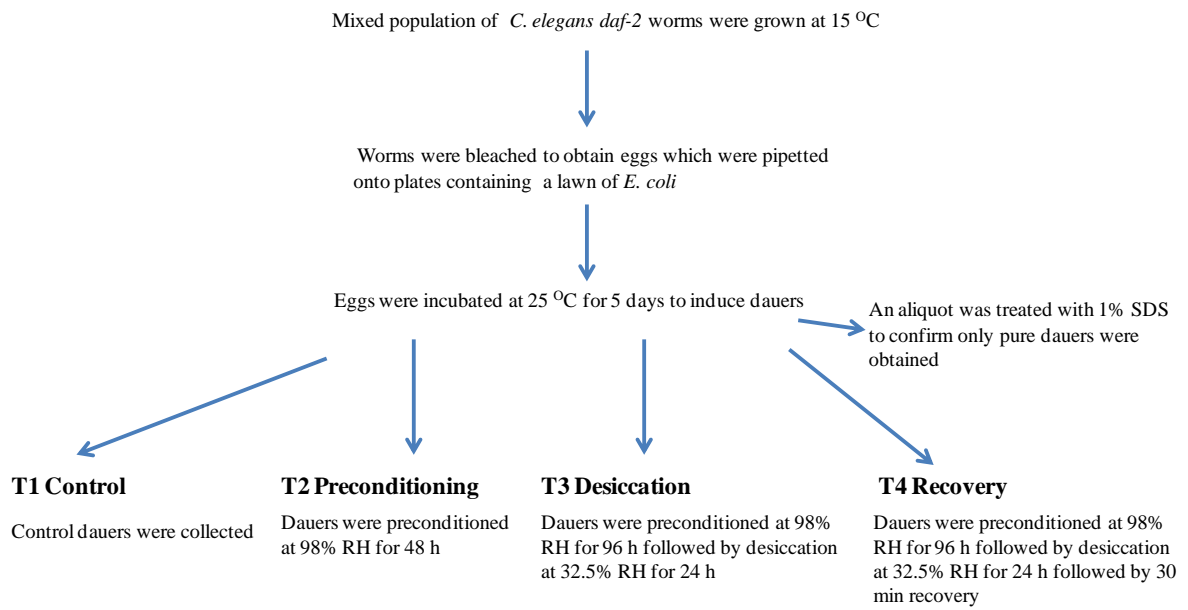 Mixed population of C. elegans daf-2 worms were grown at 15 ᴼC
Worms were bleached to obtain eggs which were pipetted
onto plates containing a lawn of E. coli
Eggs were incubated at 25 ᴼC for 5 days to induce dauers
An aliquot was treated with 1% SDS
to confirm only pure dauers were
obtained
T1 Control
Control dauers were collected
T2 Preconditioning
Dauers were preconditioned
at 98% RH for 48 h
T3 Desiccation
Dauers were preconditioned at 98%
RH for 96 h followed by desiccation
at 32.5% RH for 24 h
T4 Recovery
Dauers were preconditioned at 98%
RH for 96 h followed by desiccation
at 32.5% RH for 24 h followed by 30
min recovery